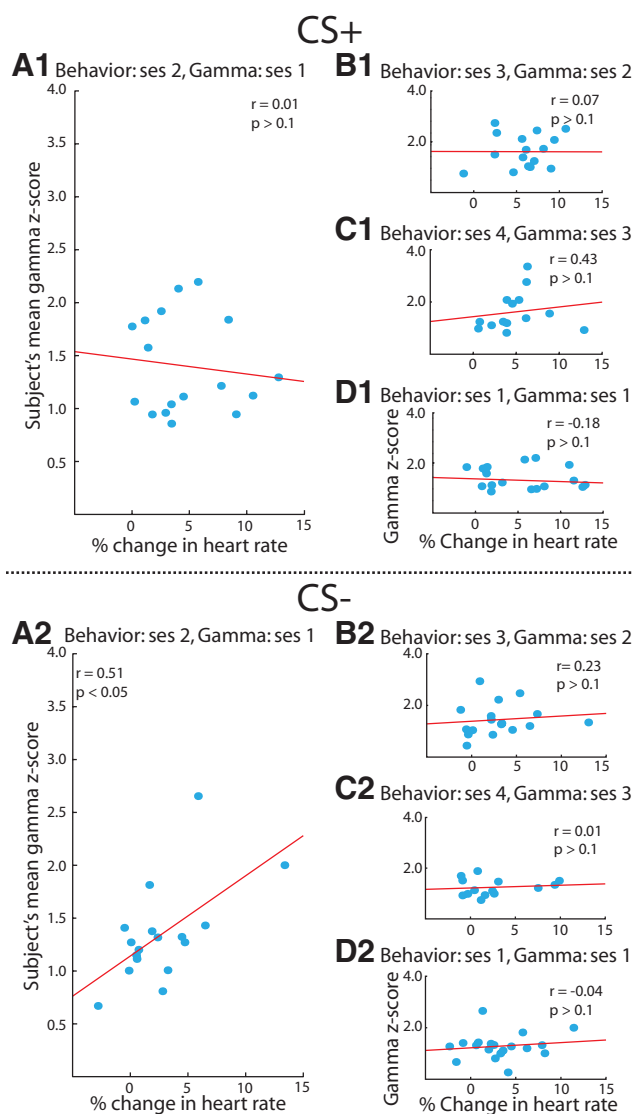 CS+
A1 Behavior: ses 2, Gamma: ses 1
r = 0.01
p > 0.1
4.0
3.5
3.0
2.5
2.0
1.5
1.0
0.5
Subject's mean gamma z-score
0 5 10 15
% change in heart rate
B1 Behavior: ses 3, Gamma: ses 2
4.0
r = 0.07
p > 0.1
2.0
0 5 10 15
C1 Behavior: ses 4, Gamma: ses 3
4.0
r = 0.43
p > 0.1
2.0
0 5 10 15
D1 Behavior: ses 1, Gamma: ses 1
4.0
r = -0.18
p > 0.1
2.0
Gamma z-score
0 5 10 15
% Change in heart rate
CS-
A2 Behavior: ses 2, Gamma: ses 1
4.0
r = 0.51
p < 0.05
3.5
3.0
2.5
2.0
1.5
1.0
0.5
Subject's mean gamma z-score
0 5 10 15
% change in heart rate
B2 Behavior: ses 3, Gamma: ses 2
4.0
r= 0.23
p > 0.1
2.0
0 5 10 15
C2 Behavior: ses 4, Gamma: ses 3
4.0
r = 0.01
p > 0.1
2.0
0 5 10 15
D2 Behavior: ses 1, Gamma: ses 1
4.0
r = -0.04
p > 0.1
2.0
Gamma z-score
0 5 10 15
% change in heart rate